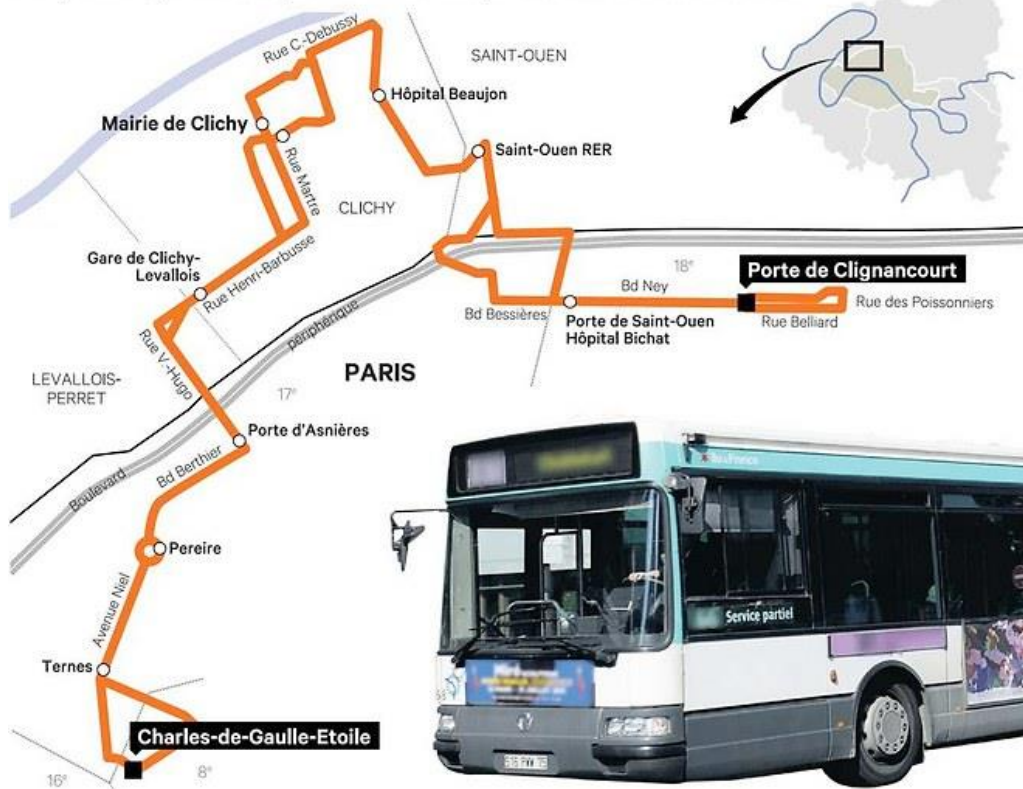 Rue C.-Debussy
SAINT-OUEN
Hôpital Beaujon
Mairie de Clichy
Saint-Ouen RER
Rue Martre
CLICHY
Gare de Clichy-
Levallois
Rue Henri-Barbusse
18e
Porte de Clignancourt
Bd Ney
Rue des Poissonniers
Bd Bessières
Porte de Saint-Ouen
Hôpital Bichat
Rue Belliard
périphérique
Rue V.-Hugo
PARIS
LEVALLOIS-
PERRET
17e
Porte d'Asnières
Bd Berthier
Boulevard
Pereire
Avenue Niel
Service partiel
Ternes
Charles-de-Gaulle-Etoile
16e
8e